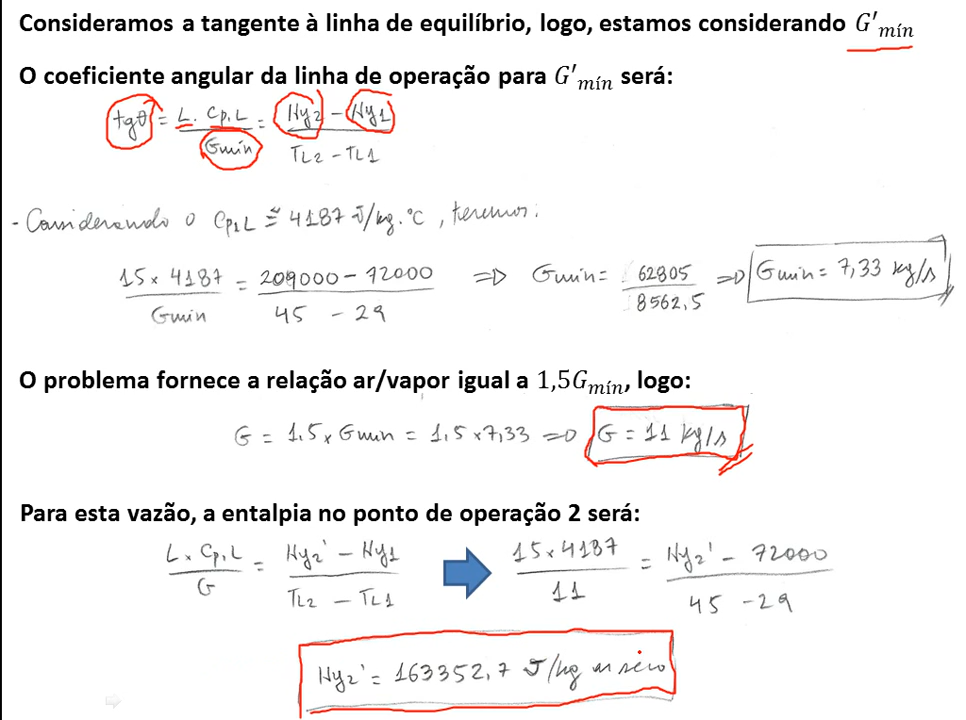 Consideramos a tangente à linha de equilíbrio, logo, estamos considerando G'mín
O coeficiente angular da linha de operação para G'mín será:
tgθ = L. Cp,L / Gmín = Hy2 - Hy1 / TL2 - TL1
- Considerando o Cp,L ≅ 4187 J/kg.°C, teremos:
15 x 4187 / Gmin = 209000 - 72000 / 45 - 29 => Gmin = 62805 / 8562,5 => Gmin = 7,33 kg/s
O problema fornece a relação ar/vapor igual a 1,5Gmín, logo:
G = 1,5 x Gmin = 1,5 x 7,33 => G = 11 kg/s
Para esta vazão, a entalpia no ponto de operação 2 será:
L x Cp,L / G = Hy2' - Hy1 / TL2 - TL1 15 x 4187 / 11 = Hy2' - 72000 / 45 - 29
Hy2' = 163352,7 J/kg ar seco